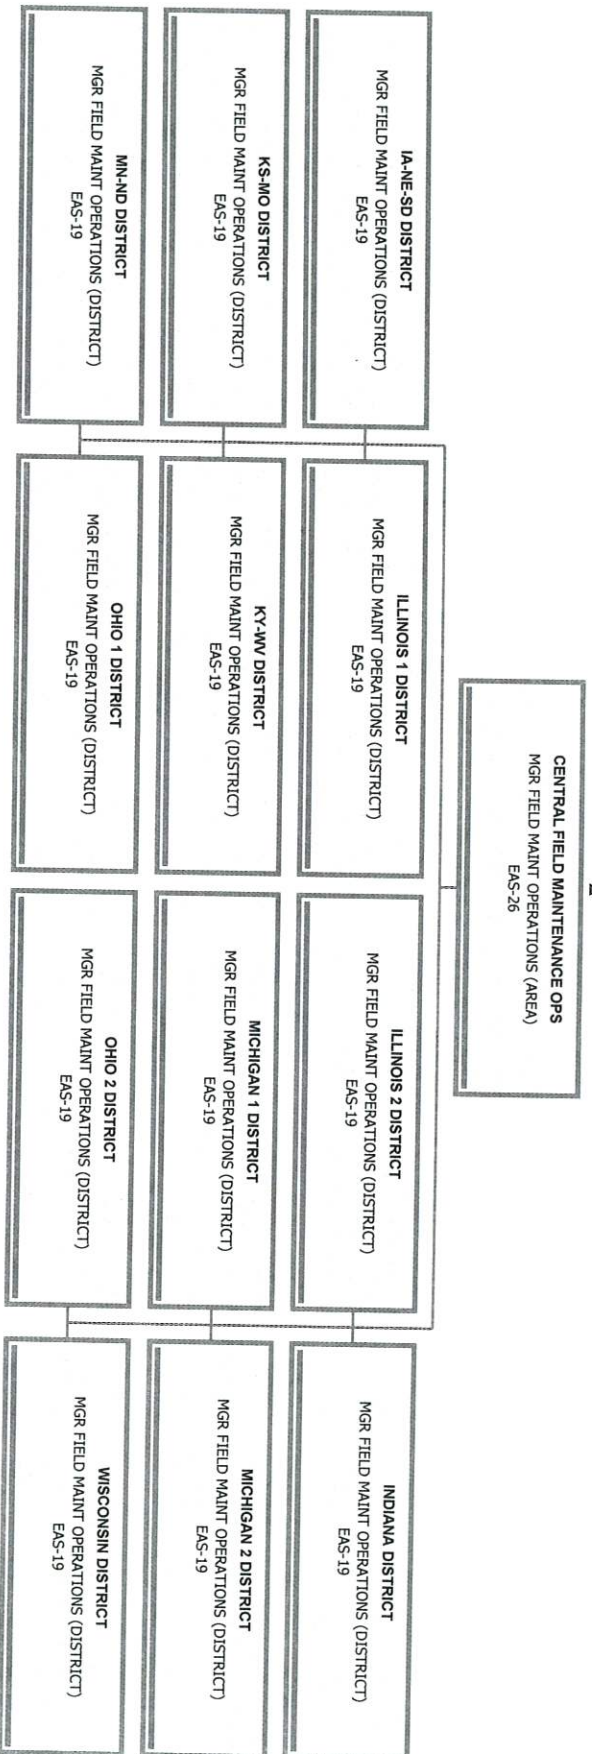 CENTRAL FIELD MAINTENANCE OPS
MGR FIELD MAINT OPERATIONS (AREA)
EAS-26
IA-NE-SD DISTRICT
MGR FIELD MAINT OPERATIONS (DISTRICT)
EAS-19
ILLINOIS 1 DISTRICT
MGR FIELD MAINT OPERATIONS (DISTRICT)
EAS-19
ILLINOIS 2 DISTRICT
MGR FIELD MAINT OPERATIONS (DISTRICT)
EAS-19
INDIANA DISTRICT
MGR FIELD MAINT OPERATIONS (DISTRICT)
EAS-19
KS-MO DISTRICT
MGR FIELD MAINT OPERATIONS (DISTRICT)
EAS-19
KY-WV DISTRICT
MGR FIELD MAINT OPERATIONS (DISTRICT)
EAS-19
MICHIGAN 1 DISTRICT
MGR FIELD MAINT OPERATIONS (DISTRICT)
EAS-19
MICHIGAN 2 DISTRICT
MGR FIELD MAINT OPERATIONS (DISTRICT)
EAS-19
MN-ND DISTRICT
MGR FIELD MAINT OPERATIONS (DISTRICT)
EAS-19
OHIO 1 DISTRICT
MGR FIELD MAINT OPERATIONS (DISTRICT)
EAS-19
OHIO 2 DISTRICT
MGR FIELD MAINT OPERATIONS (DISTRICT)
EAS-19
WISCONSIN DISTRICT
MGR FIELD MAINT OPERATIONS (DISTRICT)
EAS-19